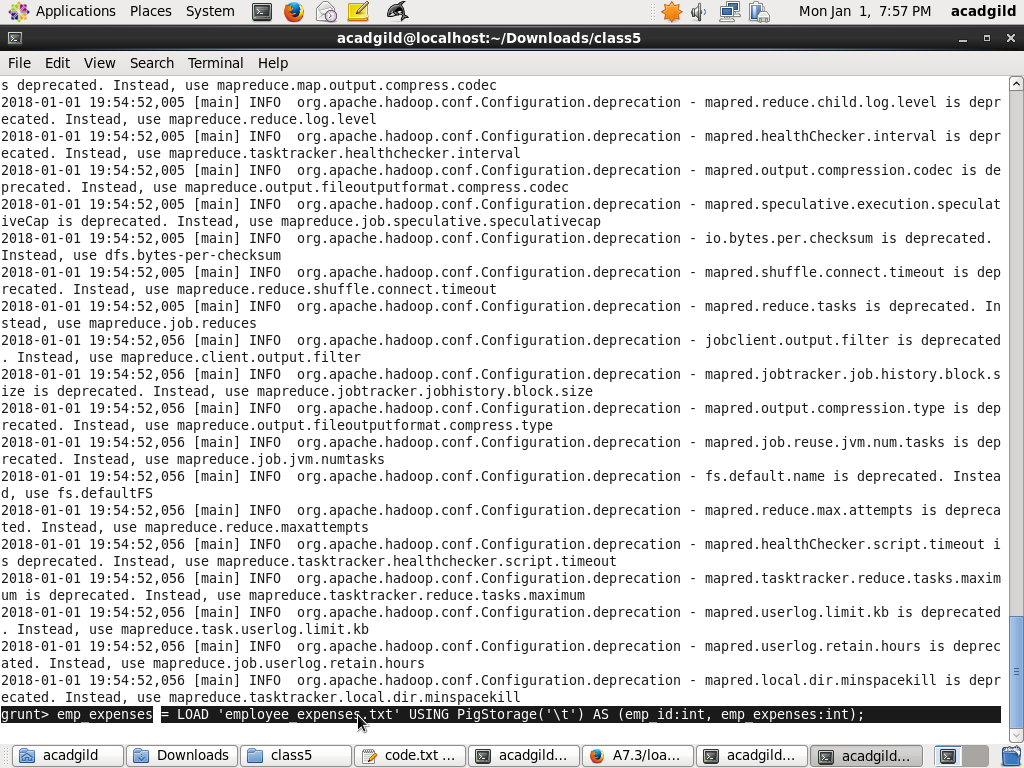 Applications Places System Mon Jan 1, 7:57 PM acadgild
acadgild@localhost:~/Downloads/class5
File Edit View Search Terminal Help
s deprecated. Instead, use mapreduce.map.output.compress.codec
2018-01-01 19:54:52,005 [main] INFO  org.apache.hadoop.conf.Configuration.deprecation - mapred.reduce.child.log.level is depr
ecated. Instead, use mapreduce.reduce.log.level
2018-01-01 19:54:52,005 [main] INFO  org.apache.hadoop.conf.Configuration.deprecation - mapred.healthChecker.interval is depr
ecated. Instead, use mapreduce.tasktracker.healthchecker.interval
2018-01-01 19:54:52,005 [main] INFO  org.apache.hadoop.conf.Configuration.deprecation - mapred.output.compression.codec is de
precated. Instead, use mapreduce.output.fileoutputformat.compress.codec
2018-01-01 19:54:52,005 [main] INFO  org.apache.hadoop.conf.Configuration.deprecation - mapred.speculative.execution.speculat
iveCap is deprecated. Instead, use mapreduce.job.speculative.speculativecap
2018-01-01 19:54:52,005 [main] INFO  org.apache.hadoop.conf.Configuration.deprecation - io.bytes.per.checksum is deprecated.
Instead, use dfs.bytes-per-checksum
2018-01-01 19:54:52,005 [main] INFO  org.apache.hadoop.conf.Configuration.deprecation - mapred.shuffle.connect.timeout is dep
recated. Instead, use mapreduce.reduce.shuffle.connect.timeout
2018-01-01 19:54:52,005 [main] INFO  org.apache.hadoop.conf.Configuration.deprecation - mapred.reduce.tasks is deprecated. In
stead, use mapreduce.job.reduces
2018-01-01 19:54:52,056 [main] INFO  org.apache.hadoop.conf.Configuration.deprecation - jobclient.output.filter is deprecated
. Instead, use mapreduce.client.output.filter
2018-01-01 19:54:52,056 [main] INFO  org.apache.hadoop.conf.Configuration.deprecation - mapred.jobtracker.job.history.block.s
ize is deprecated. Instead, use mapreduce.jobtracker.jobhistory.block.size
2018-01-01 19:54:52,056 [main] INFO  org.apache.hadoop.conf.Configuration.deprecation - mapred.output.compression.type is dep
recated. Instead, use mapreduce.output.fileoutputformat.compress.type
2018-01-01 19:54:52,056 [main] INFO  org.apache.hadoop.conf.Configuration.deprecation - mapred.job.reuse.jvm.num.tasks is dep
recated. Instead, use mapreduce.job.jvm.numtasks
2018-01-01 19:54:52,056 [main] INFO  org.apache.hadoop.conf.Configuration.deprecation - fs.default.name is deprecated. Instea
d, use fs.defaultFS
2018-01-01 19:54:52,056 [main] INFO  org.apache.hadoop.conf.Configuration.deprecation - mapred.reduce.max.attempts is depreca
ted. Instead, use mapreduce.reduce.maxattempts
2018-01-01 19:54:52,056 [main] INFO  org.apache.hadoop.conf.Configuration.deprecation - mapred.healthChecker.script.timeout i
s deprecated. Instead, use mapreduce.tasktracker.healthchecker.script.timeout
2018-01-01 19:54:52,056 [main] INFO  org.apache.hadoop.conf.Configuration.deprecation - mapred.tasktracker.reduce.tasks.maxim
um is deprecated. Instead, use mapreduce.tasktracker.reduce.tasks.maximum
2018-01-01 19:54:52,056 [main] INFO  org.apache.hadoop.conf.Configuration.deprecation - mapred.userlog.limit.kb is deprecated
. Instead, use mapreduce.task.userlog.limit.kb
2018-01-01 19:54:52,056 [main] INFO  org.apache.hadoop.conf.Configuration.deprecation - mapred.userlog.retain.hours is deprec
ated. Instead, use mapreduce.job.userlog.retain.hours
2018-01-01 19:54:52,056 [main] INFO  org.apache.hadoop.conf.Configuration.deprecation - mapred.local.dir.minspacekill is depr
ecated. Instead, use mapreduce.tasktracker.local.dir.minspacekill
grunt> emp_expenses = LOAD 'employee_expenses.txt' USING PigStorage('\t') AS (emp_id:int, emp_expenses:int);
acadgild Downloads class5 code.txt ... acadgild... A7.3/loa... acadgild... acadgild...